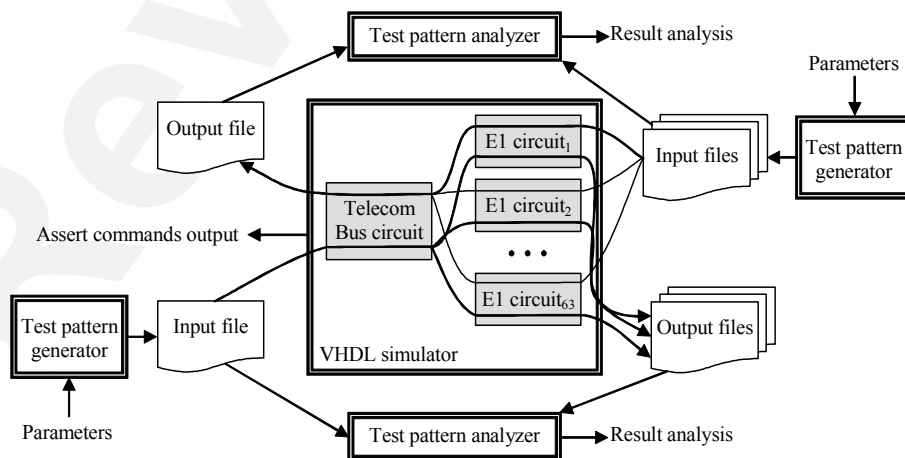 Test pattern analyzer
Result analysis
Parameters
Output file
E1 circuit1
Input files
Test pattern
generator
Telecom
Bus circuit
E1 circuit2
Assert commands output
• • •
E1 circuit63
Test pattern
generator
Input file
Output files
VHDL simulator
Parameters
Test pattern analyzer
Result analysis
Rev